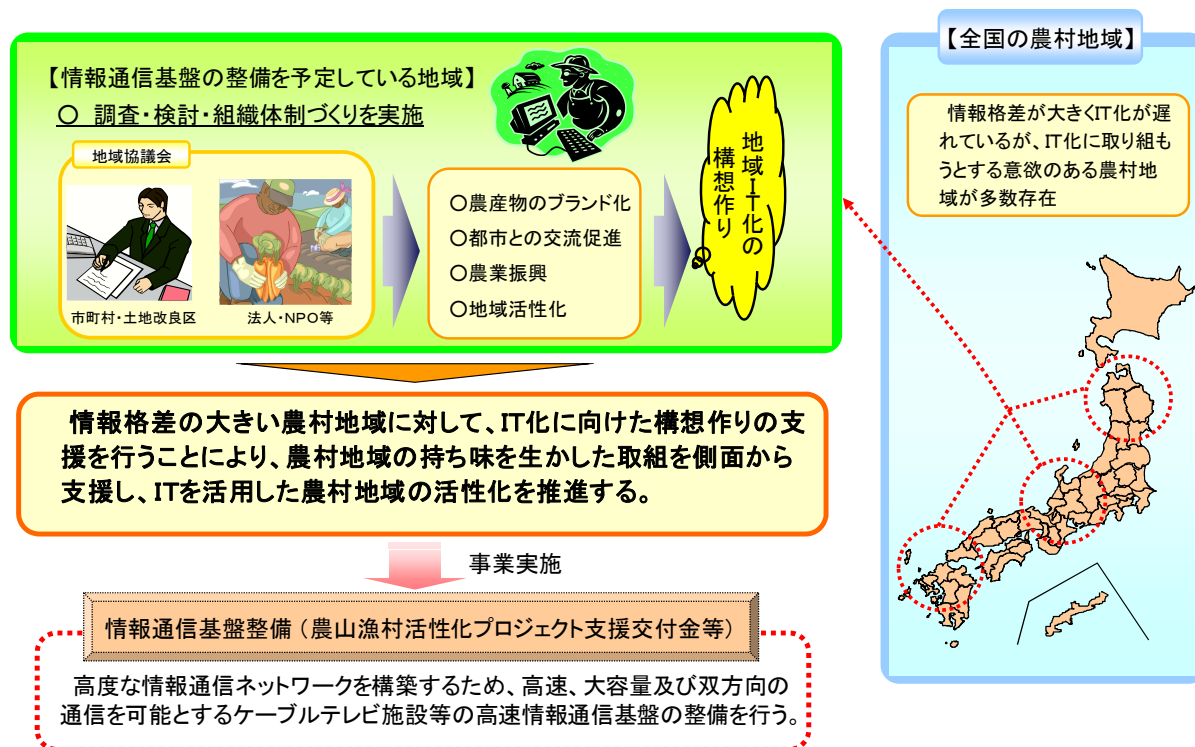 【情報通信基盤の整備を予定している地域】
○ 調査・検討・組織体制づくりを実施
地域協議会
市町村・土地改良区
法人・NPO等
○農産物のブランド化
○都市との交流促進
○農業振興
○地域活性化
地域IT化の
構想作り
【全国の農村地域】
情報格差が大きくIT化が遅
れているが、IT化に取り組も
うとする意欲のある農村地
域が多数存在
情報格差の大きい農村地域に対して、IT化に向けた構想作りの支
援を行うことにより、農村地域の持ち味を生かした取組を側面から
支援し、ITを活用した農村地域の活性化を推進する。
事業実施
情報通信基盤整備（農山漁村活性化プロジェクト支援交付金等）
高度な情報通信ネットワークを構築するため、高速、大容量及び双方向の
通信を可能とするケーブルテレビ施設等の高速情報通信基盤の整備を行う。